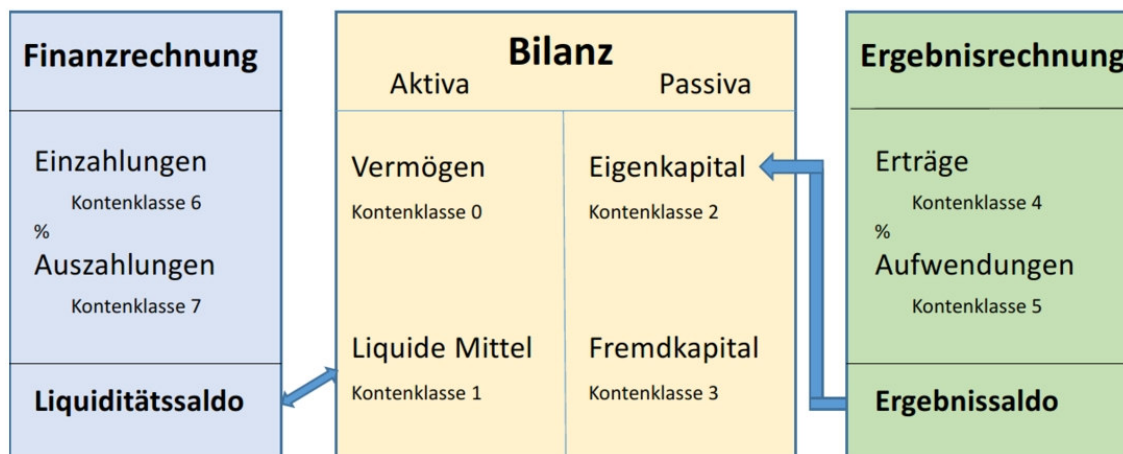 Finanzrechnung
Einzahlungen
Kontenklasse 6
%
Auszahlungen
Kontenklasse 7
Liquiditätssaldo
Bilanz
Aktiva
Passiva
Vermögen
Kontenklasse 0
Liquide Mittel
Kontenklasse 1
Eigenkapital
Kontenklasse 2
Fremdkapital
Kontenklasse 3
Ergebnisrechnung
Erträge
Kontenklasse 4
%
Aufwendungen
Kontenklasse 5
Ergebnissaldo